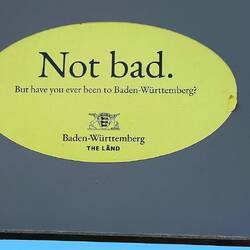 Not bad.
But have you ever been to Baden-Württemberg?
Baden-Württemberg
THE LÄND